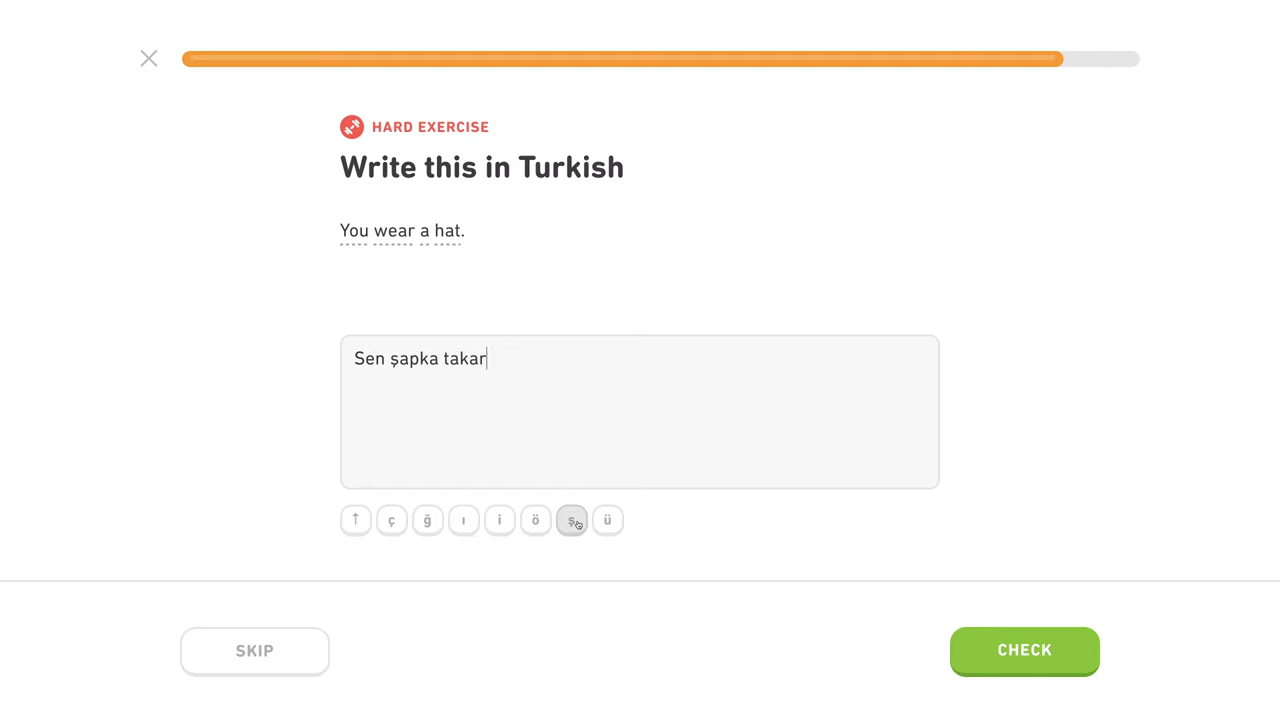 HARD EXERCISE
Write this in Turkish
You wear a hat.
Sen şapka takar
↑ ç ğ ı i ö ş ü
SKIP
CHECK